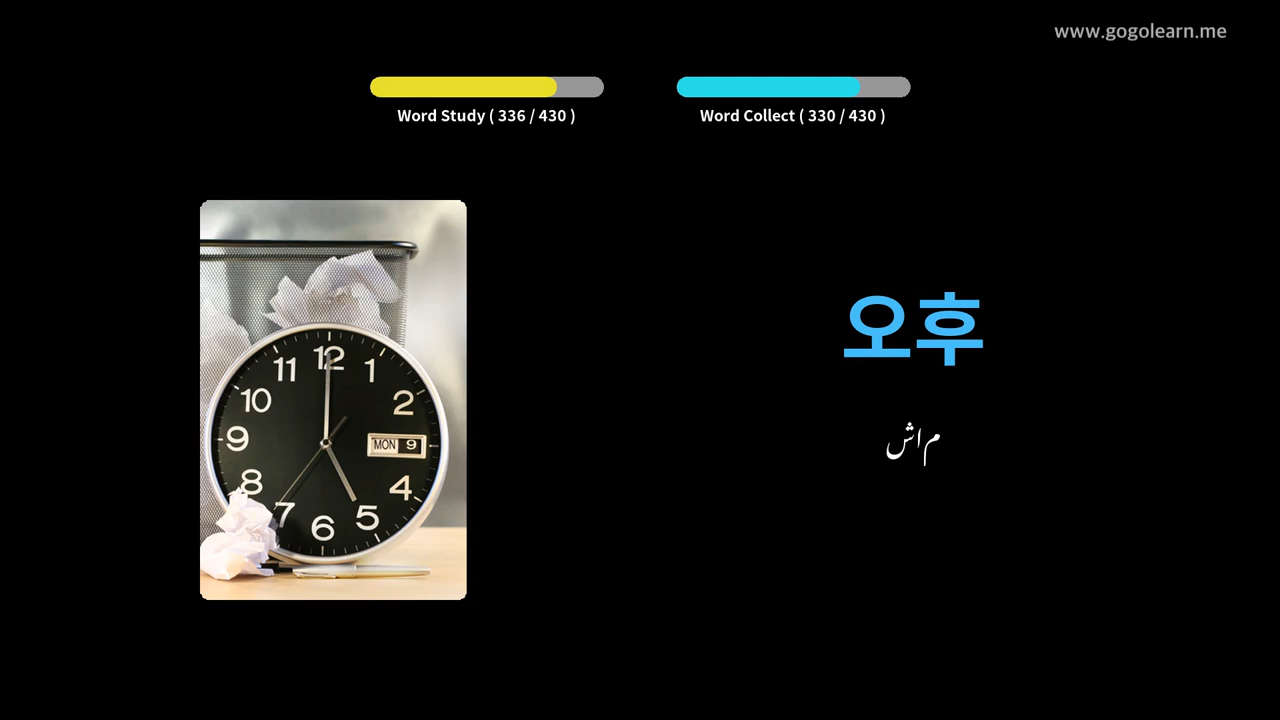 www.gogolearn.me
Word Study ( 336 / 430 )
Word Collect ( 330 / 430 )
12
11 1
10 2
9 MON 9
8 4
7 5
6
오후
ماش